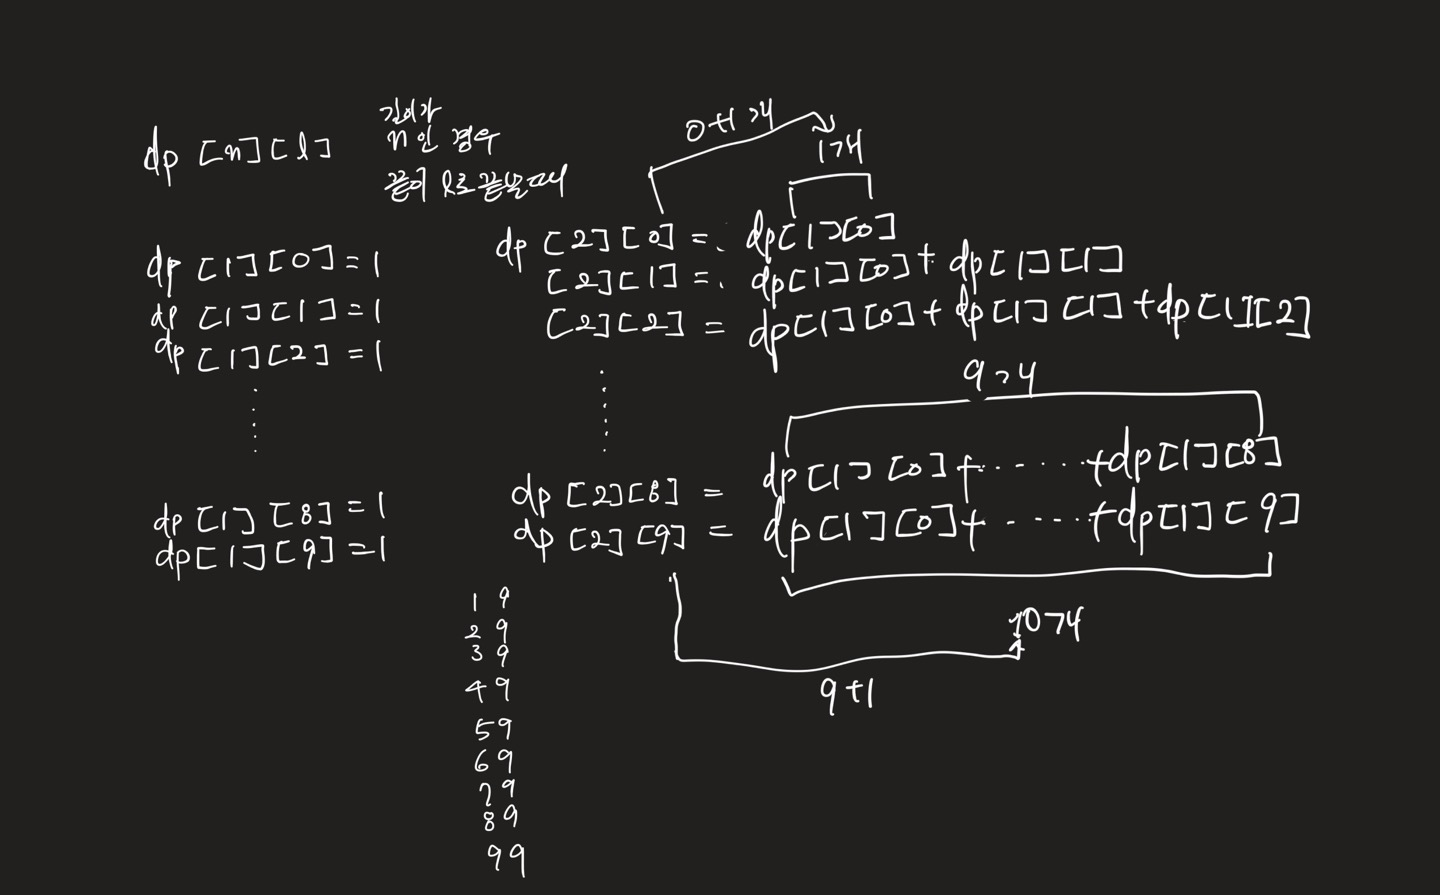 dp [n][l]
길이가
n인 경우
끝이 l로 끝날때
dp [1][0]=1
dp [1][1]=1
dp [1][2]=1
.....
dp [1][8]=1
dp[1][9]=1
0+1 개
1개
dp [2][0] = dp[1][0]
[2][1] = dp[1][0]+dp[1][1]
[2][2] = dp[1][0]+dp[1][1]+dp[1][2]
.....
9개
dp [2][8] = dp[1][0]+......+dp[1][8]
dp [2][9] = dp[1][0]+......+dp[1][9]
10개
9+1
1 9
2 9
3 9
4 9
5 9
6 9
7 9
8 9
9 9